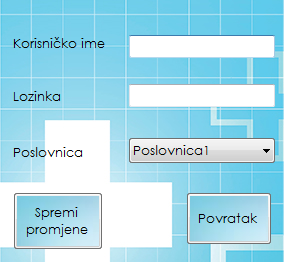 Korisničko ime
Lozinka
Poslovnica
Poslovnica1
Spremi
promjene
Povratak